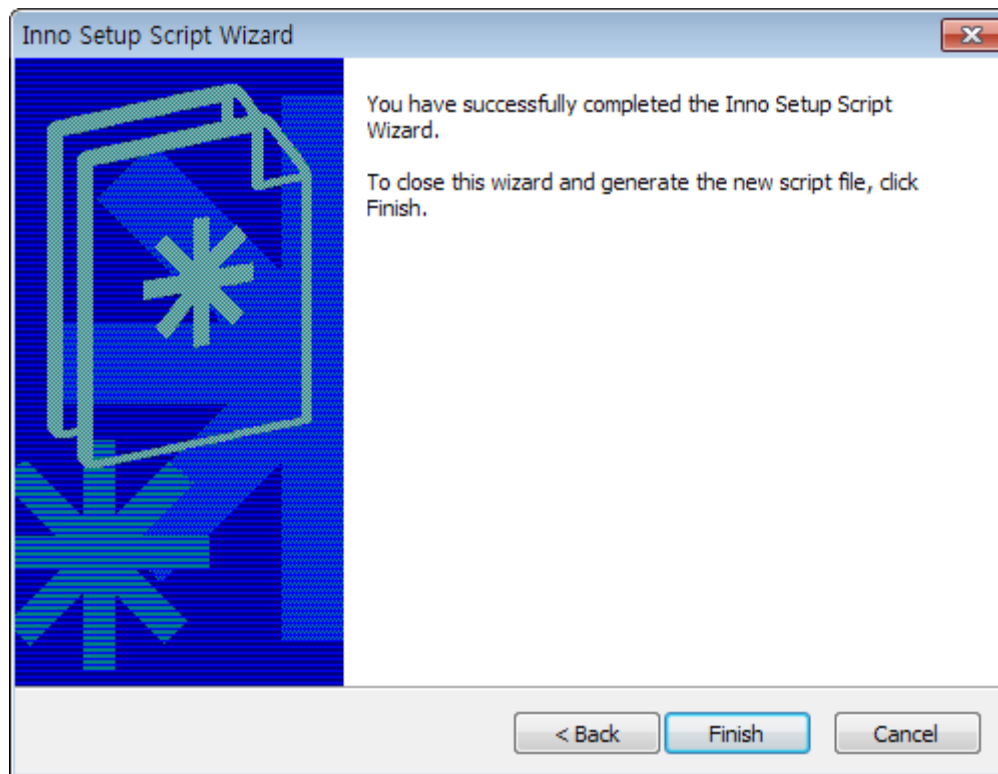 Inno Setup Script Wizard
You have successfully completed the Inno Setup Script
Wizard.
To close this wizard and generate the new script file, click
Finish.
< Back
Finish
Cancel